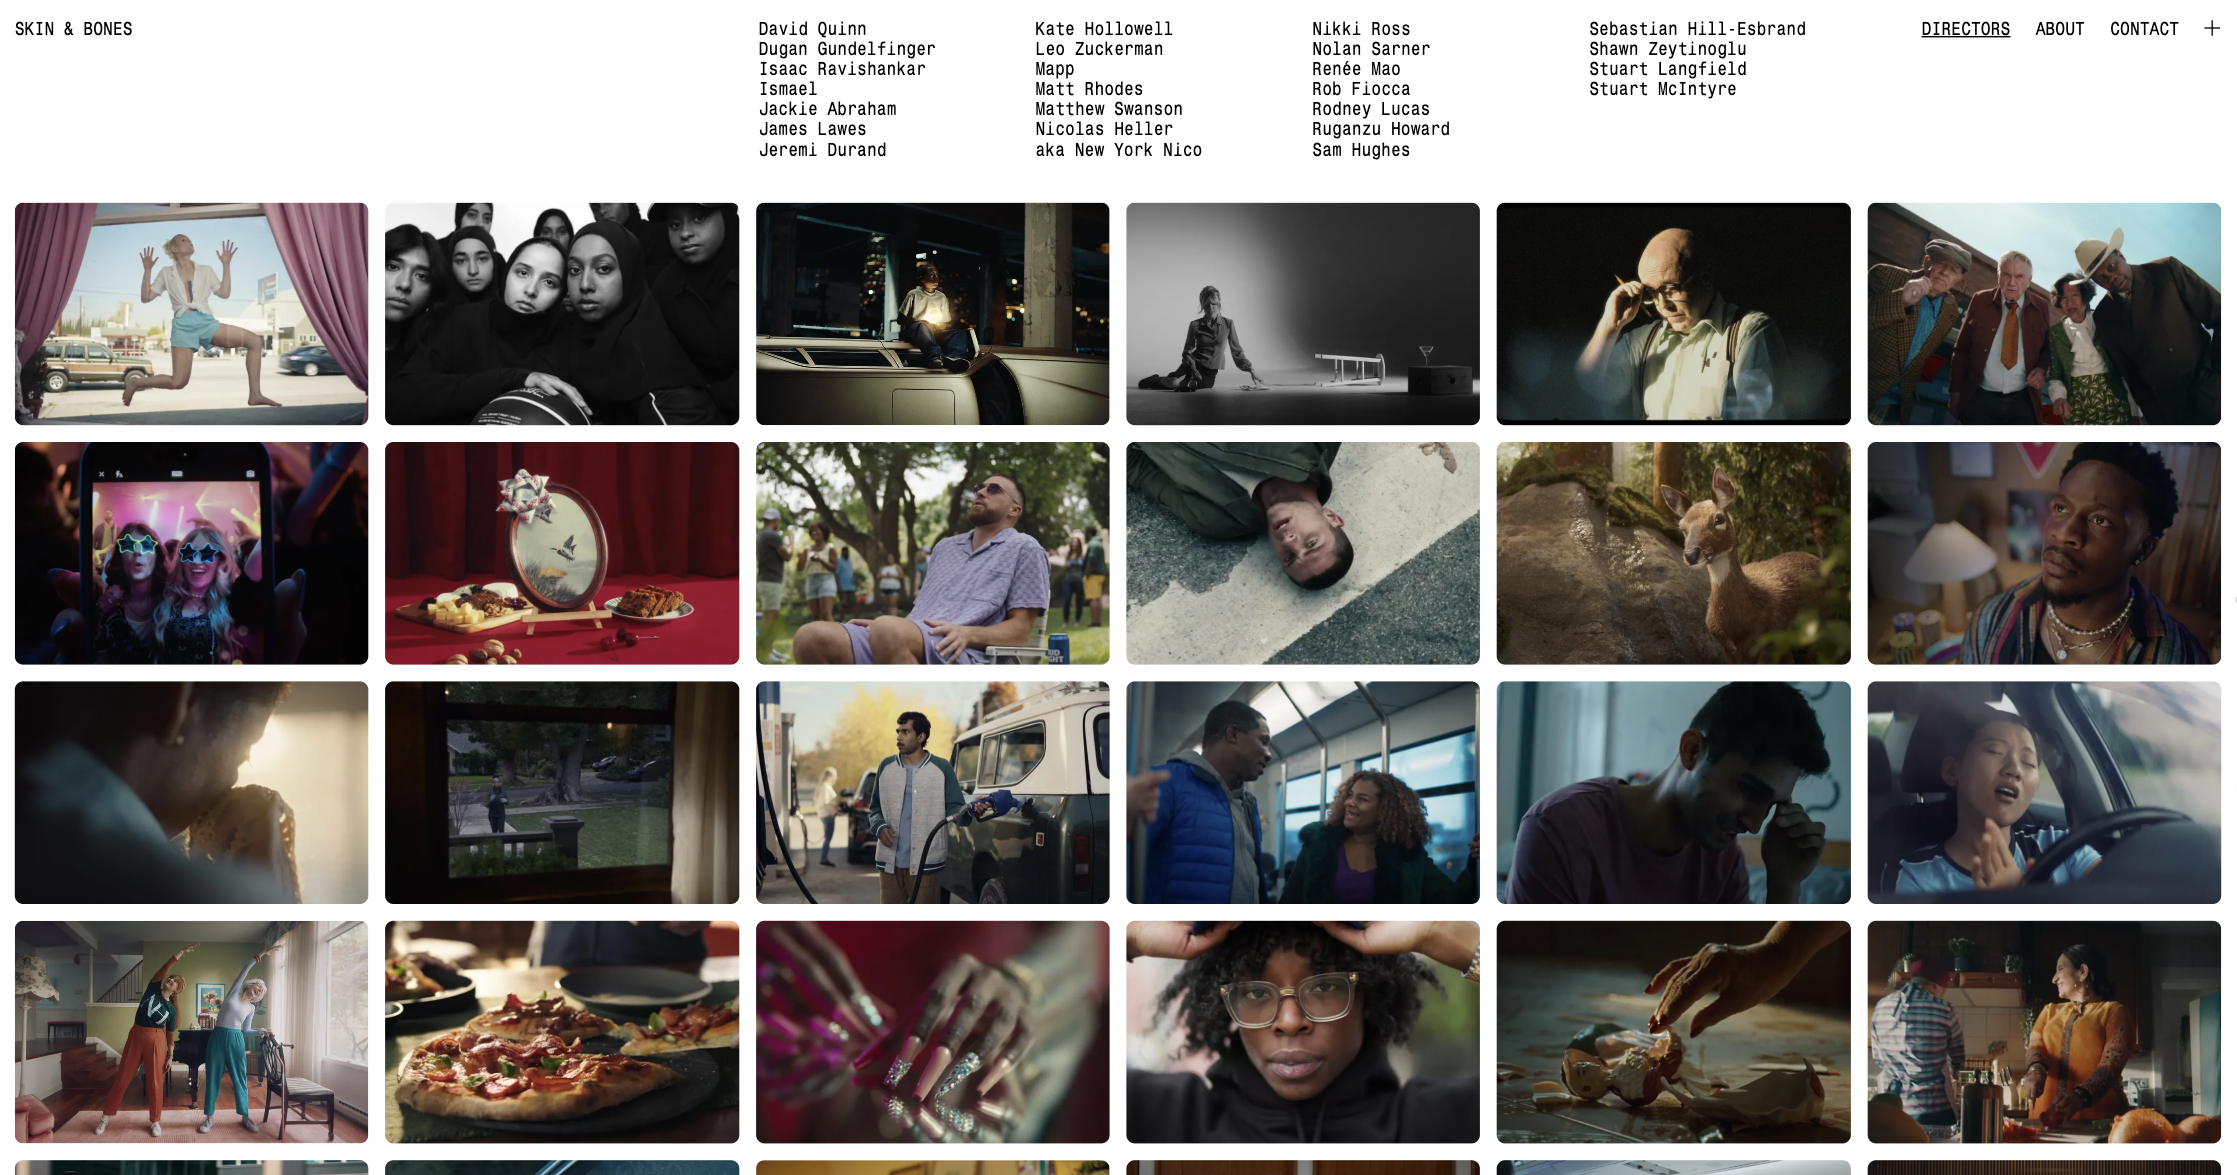 SKIN & BONES
David Quinn
Dugan Gundelfinger
Isaac Ravishankar
Ismael
Jackie Abraham
James Lawes
Jeremi Durand
Kate Hollowell
Leo Zuckerman
Mapp
Matt Rhodes
Matthew Swanson
Nicolas Heller
aka New York Nico
Nikki Ross
Nolan Sarner
Renée Mao
Rob Fiocca
Rodney Lucas
Ruganzu Howard
Sam Hughes
Sebastian Hill-Esbrand
Shawn Zeytinoglu
Stuart Langfield
Stuart McIntyre
DIRECTORS ABOUT CONTACT +